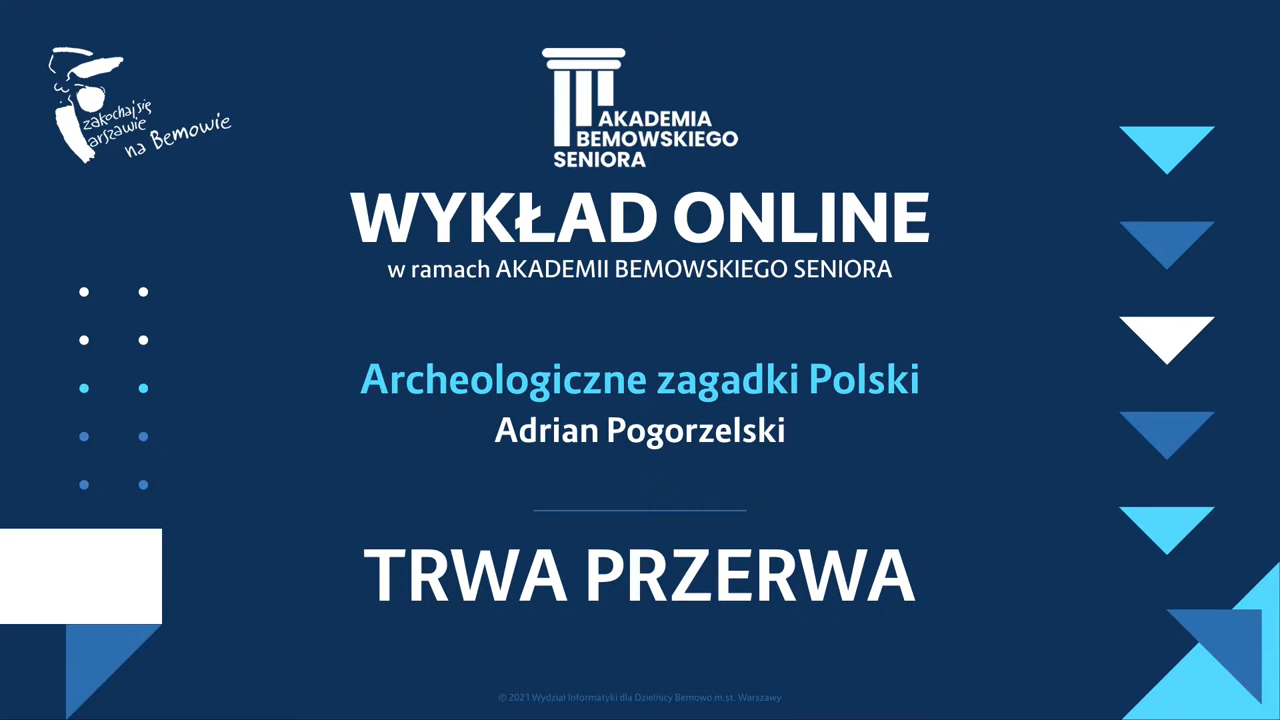 zakochaj się
arszawie
na Bemowie
AKADEMIA
BEMOWSKIEGO
SENIORA
WYKŁAD ONLINE
w ramach AKADEMII BEMOWSKIEGO SENIORA
Archeologiczne zagadki Polski
Adrian Pogorzelski
TRWA PRZERWA
© 2021 Wydział Informatyki dla Dzielnicy Bemowo m.st. Warszawy